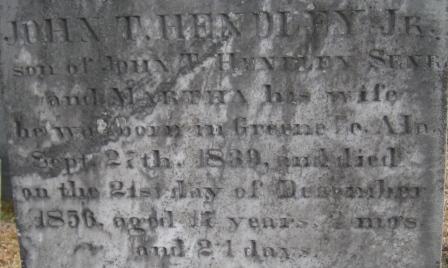 JOHN T. HENDLEY JR.
son of JOHN T. HENDLEY SENR.
and MARTHA his wife
he was born in Greene Co. Ala.
Sept. 27th. 1839, and died
on the 21st day of December
1856, aged 17 years, 2 mos
and 24 days.